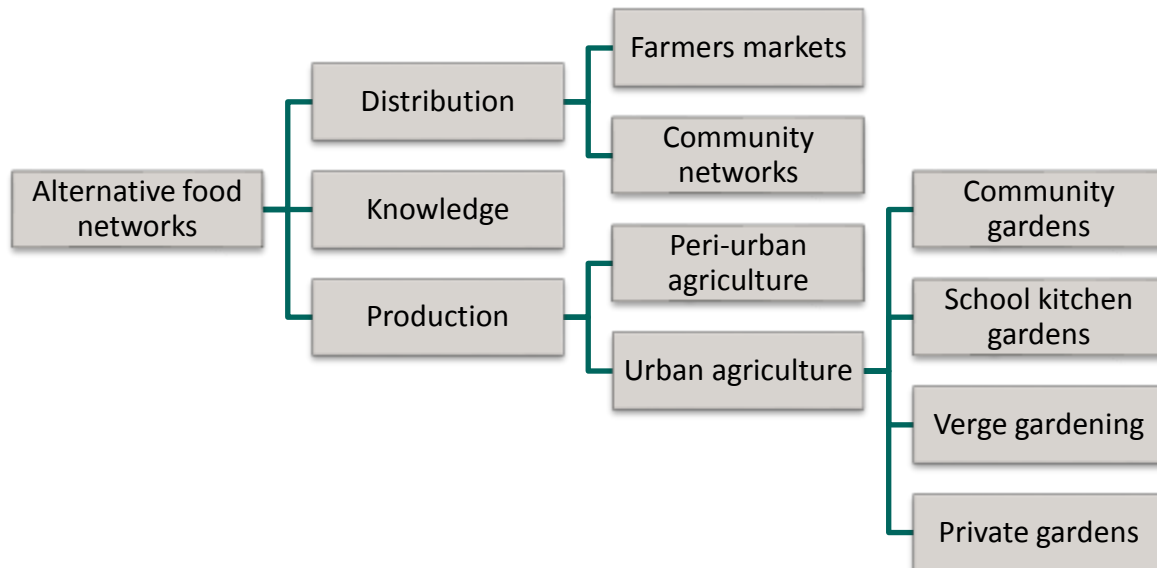 Alternative food
networks
Distribution
Knowledge
Production
Farmers markets
Community
networks
Peri-urban
agriculture
Urban agriculture
Community
gardens
School kitchen
gardens
Verge gardening
Private gardens